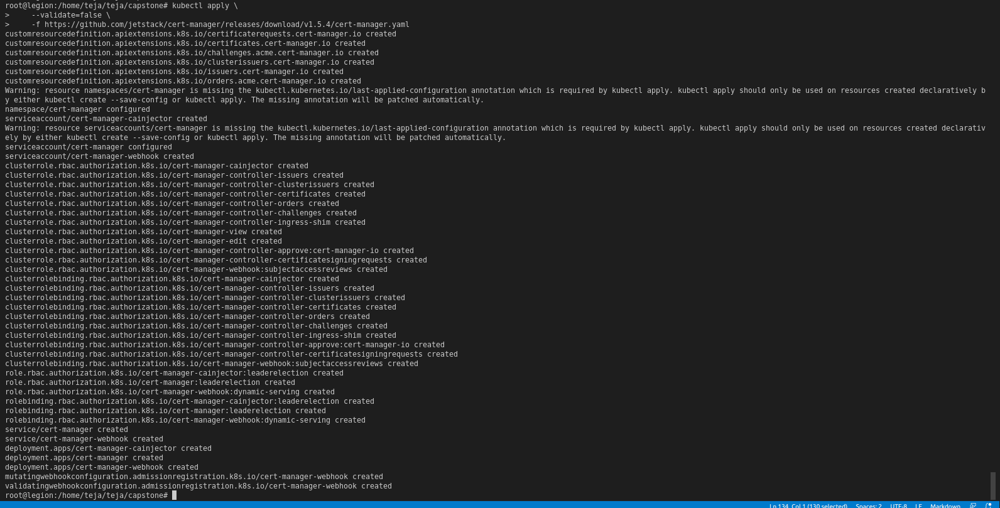 root@legion:/home/teja/teja/capstone# kubectl apply \
>     --validate=false \
>     -f https://github.com/jetstack/cert-manager/releases/download/v1.5.4/cert-manager.yaml
customresourcedefinition.apiextensions.k8s.io/certificaterequests.cert-manager.io created
customresourcedefinition.apiextensions.k8s.io/certificates.cert-manager.io created
customresourcedefinition.apiextensions.k8s.io/challenges.acme.cert-manager.io created
customresourcedefinition.apiextensions.k8s.io/clusterissuers.cert-manager.io created
customresourcedefinition.apiextensions.k8s.io/issuers.cert-manager.io created
customresourcedefinition.apiextensions.k8s.io/orders.acme.cert-manager.io created
Warning: resource namespaces/cert-manager is missing the kubectl.kubernetes.io/last-applied-configuration annotation which is required by kubectl apply. kubectl apply should only be used on resources created declaratively b
y either kubectl create --save-config or kubectl apply. The missing annotation will be patched automatically.
namespace/cert-manager configured
serviceaccount/cert-manager-cainjector created
Warning: resource serviceaccounts/cert-manager is missing the kubectl.kubernetes.io/last-applied-configuration annotation which is required by kubectl apply. kubectl apply should only be used on resources created declarativ
ely by either kubectl create --save-config or kubectl apply. The missing annotation will be patched automatically.
serviceaccount/cert-manager configured
serviceaccount/cert-manager-webhook created
clusterrole.rbac.authorization.k8s.io/cert-manager-cainjector created
clusterrole.rbac.authorization.k8s.io/cert-manager-controller-issuers created
clusterrole.rbac.authorization.k8s.io/cert-manager-controller-clusterissuers created
clusterrole.rbac.authorization.k8s.io/cert-manager-controller-certificates created
clusterrole.rbac.authorization.k8s.io/cert-manager-controller-orders created
clusterrole.rbac.authorization.k8s.io/cert-manager-controller-challenges created
clusterrole.rbac.authorization.k8s.io/cert-manager-controller-ingress-shim created
clusterrole.rbac.authorization.k8s.io/cert-manager-view created
clusterrole.rbac.authorization.k8s.io/cert-manager-edit created
clusterrole.rbac.authorization.k8s.io/cert-manager-controller-approve:cert-manager-io created
clusterrole.rbac.authorization.k8s.io/cert-manager-controller-certificatesigningrequests created
clusterrole.rbac.authorization.k8s.io/cert-manager-webhook:subjectaccessreviews created
clusterrolebinding.rbac.authorization.k8s.io/cert-manager-cainjector created
clusterrolebinding.rbac.authorization.k8s.io/cert-manager-controller-issuers created
clusterrolebinding.rbac.authorization.k8s.io/cert-manager-controller-clusterissuers created
clusterrolebinding.rbac.authorization.k8s.io/cert-manager-controller-certificates created
clusterrolebinding.rbac.authorization.k8s.io/cert-manager-controller-orders created
clusterrolebinding.rbac.authorization.k8s.io/cert-manager-controller-challenges created
clusterrolebinding.rbac.authorization.k8s.io/cert-manager-controller-ingress-shim created
clusterrolebinding.rbac.authorization.k8s.io/cert-manager-controller-approve:cert-manager-io created
clusterrolebinding.rbac.authorization.k8s.io/cert-manager-controller-certificatesigningrequests created
clusterrolebinding.rbac.authorization.k8s.io/cert-manager-webhook:subjectaccessreviews created
role.rbac.authorization.k8s.io/cert-manager-cainjector:leaderelection created
role.rbac.authorization.k8s.io/cert-manager:leaderelection created
role.rbac.authorization.k8s.io/cert-manager-webhook:dynamic-serving created
rolebinding.rbac.authorization.k8s.io/cert-manager-cainjector:leaderelection created
rolebinding.rbac.authorization.k8s.io/cert-manager:leaderelection created
rolebinding.rbac.authorization.k8s.io/cert-manager-webhook:dynamic-serving created
service/cert-manager created
service/cert-manager-webhook created
deployment.apps/cert-manager-cainjector created
deployment.apps/cert-manager created
deployment.apps/cert-manager-webhook created
mutatingwebhookconfiguration.admissionregistration.k8s.io/cert-manager-webhook created
validatingwebhookconfiguration.admissionregistration.k8s.io/cert-manager-webhook created
root@legion:/home/teja/teja/capstone#
Ln 134, Col 1 (130 selected) Spaces: 2 UTF-8 LF Markdown